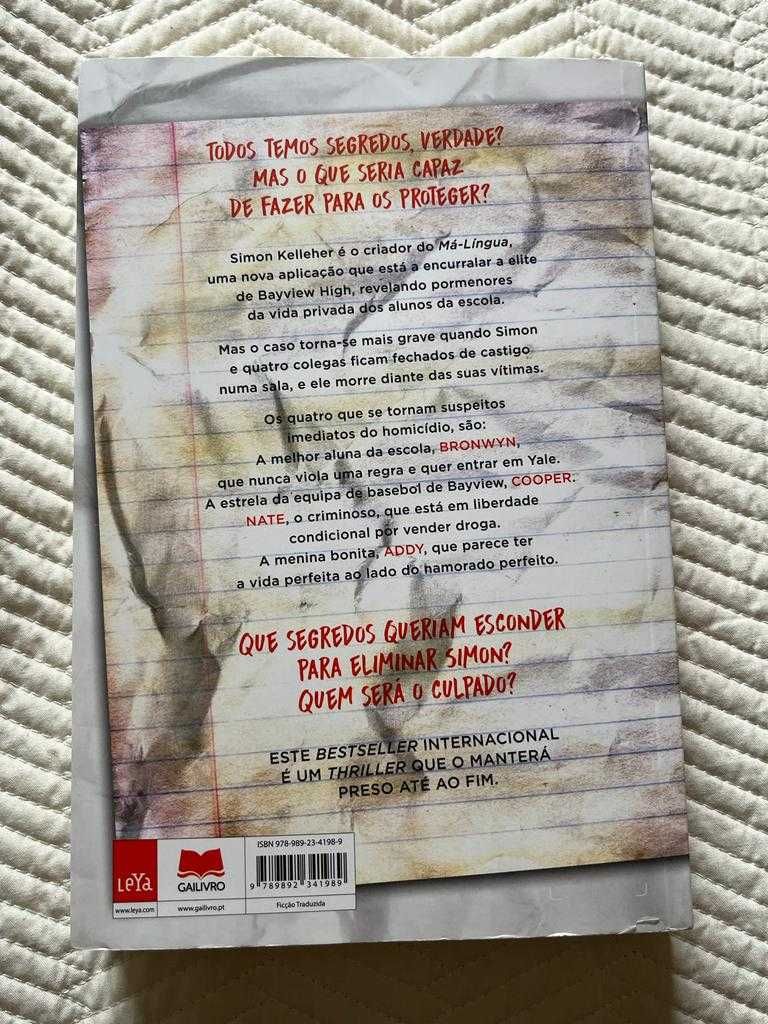 TODOS TEMOS SEGREDOS, VERDADE?
MAS O QUE SERIA CAPAZ
DE FAZER PARA OS PROTEGER?
Simon Kelleher é o criador do Má-Língua,
uma nova aplicação que está a encurralar a elite
de Bayview High, revelando pormenores
da vida privada dos alunos da escola.
Mas o caso torna-se mais grave quando Simon
e quatro colegas ficam fechados de castigo
numa sala, e ele morre diante das suas vítimas.
Os quatro que se tornam suspeitos
imediatos do homicídio, são:
A melhor aluna da escola, BRONWYN,
que nunca viola uma regra e quer entrar em Yale.
A estrela da equipa de basebol de Bayview, COOPER.
NATE, o criminoso, que está em liberdade
condicional por vender droga.
A menina bonita, ADDY, que parece ter
a vida perfeita ao lado do namorado perfeito.
QUE SEGREDOS QUERIAM ESCONDER
PARA ELIMINAR SIMON?
QUEM SERÁ O CULPADO?
ESTE BESTSELLER INTERNACIONAL
É UM THRILLER QUE O MANTERÁ
PRESO ATÉ AO FIM.
LEYA
www.leya.com
GAILIVRO
www.gailivro.pt
ISBN 978-989-23-4198-9
9 789892 341989
Ficção Traduzida